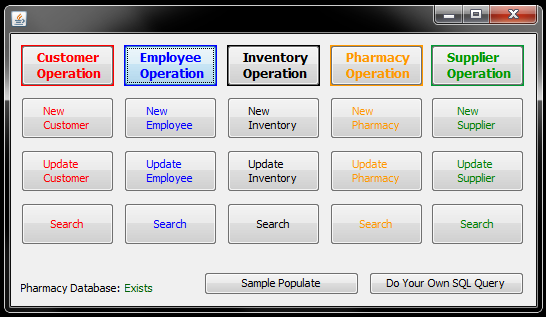 Customer Operation
Employee Operation
Inventory Operation
Pharmacy Operation
Supplier Operation
New Customer
New Employee
New Inventory
New Pharmacy
New Supplier
Update Customer
Update Employee
Update Inventory
Update Pharmacy
Update Supplier
Search
Search
Search
Search
Search
Pharmacy Database: Exists
Sample Populate
Do Your Own SQL Query